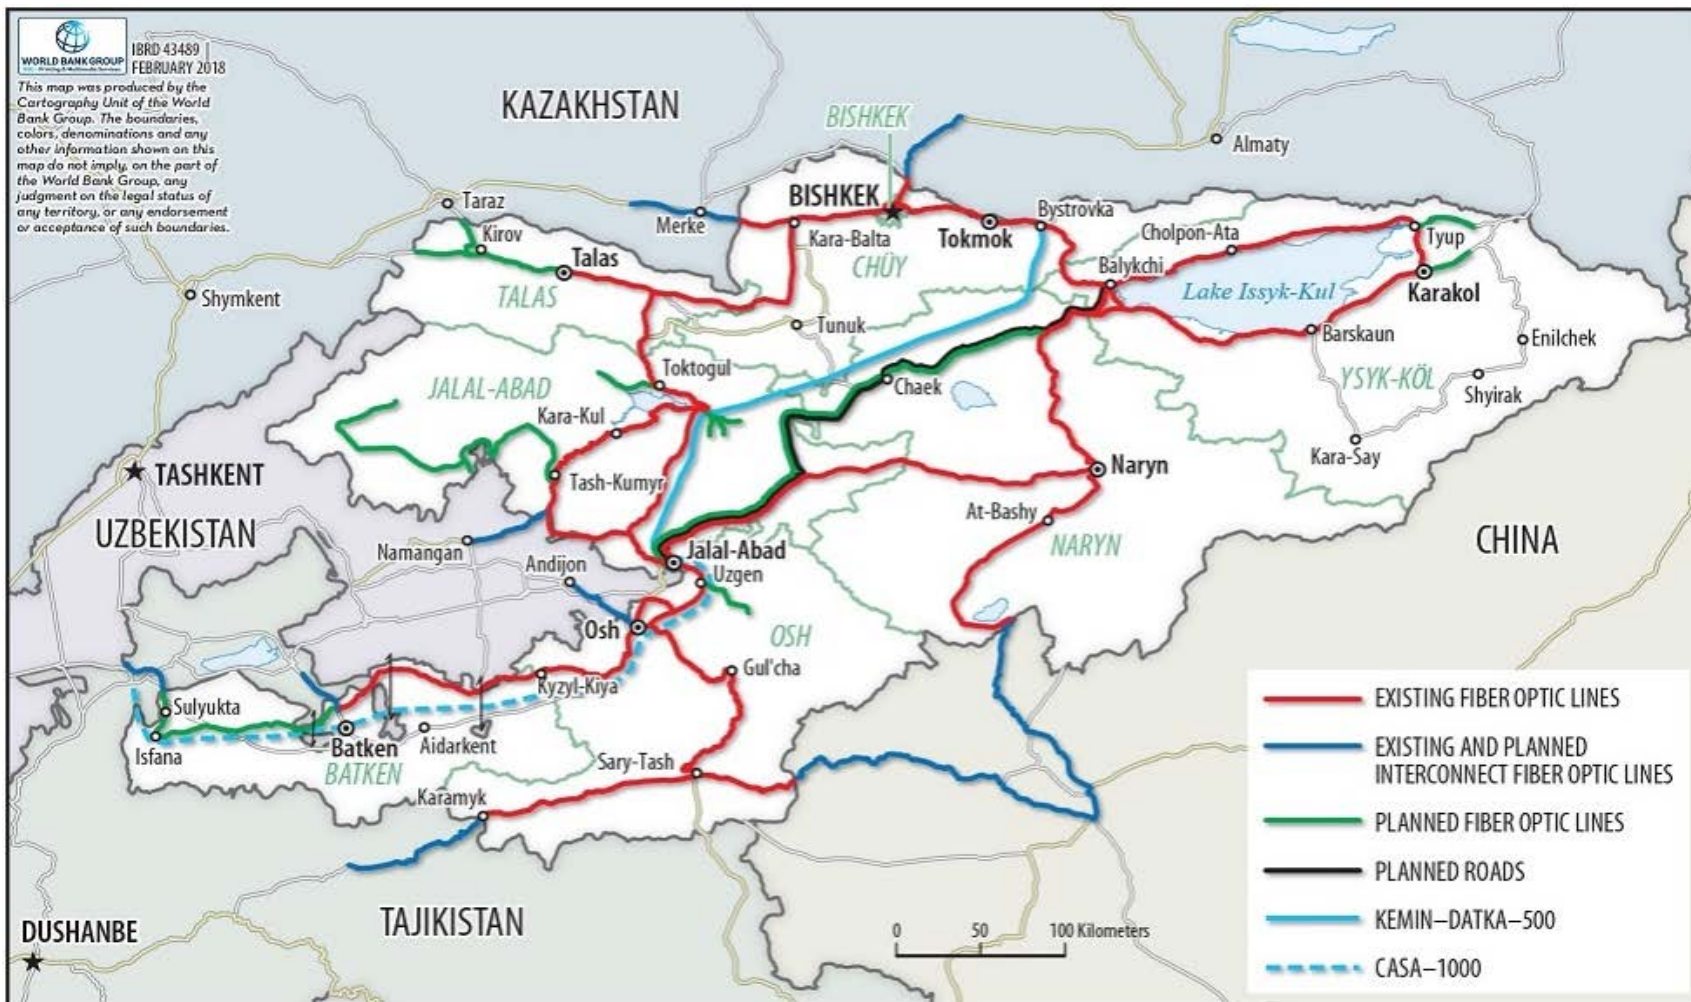 WORLD BANK GROUP
IBRD 43489
FEBRUARY 2018
This map was produced by the
Cartography Unit of the World
Bank Group. The boundaries,
colors, denominations and any
other information shown on this
map do not imply, on the part of
the World Bank Group, any
judgment on the legal status of
any territory, or any endorsement
or acceptance of such boundaries.
KAZAKHSTAN
BISHKEK
Almaty
Taraz
Merke
BISHKEK
Bystrovka
Kirov
Kara-Balta
Tokmok
Cholpon-Ata
Tyup
Talas
CHÜY
Balykchi
Shymkent
TALAS
Lake Issyk-Kul
Karakol
Tunuk
Barskaun
Enilchek
Toktogul
JALAL-ABAD
Chaek
YSYK-KÖL
Shyirak
Kara-Kul
Kara-Say
TASHKENT
Tash-Kumyr
Naryn
At-Bashy
UZBEKISTAN
Namangan
NARYN
CHINA
Andijon
Jalal-Abad
Uzgen
Osh
OSH
Gul'cha
Kyzyl-Kiya
Sulyukta
Isfana
Batken
Aidarkent
BATKEN
Sary-Tash
Karamyk
DUSHANBE
TAJIKISTAN
0 50 100 Kilometers
EXISTING FIBER OPTIC LINES
EXISTING AND PLANNED
INTERCONNECT FIBER OPTIC LINES
PLANNED FIBER OPTIC LINES
PLANNED ROADS
KEMIN–DATKA–500
CASA–1000